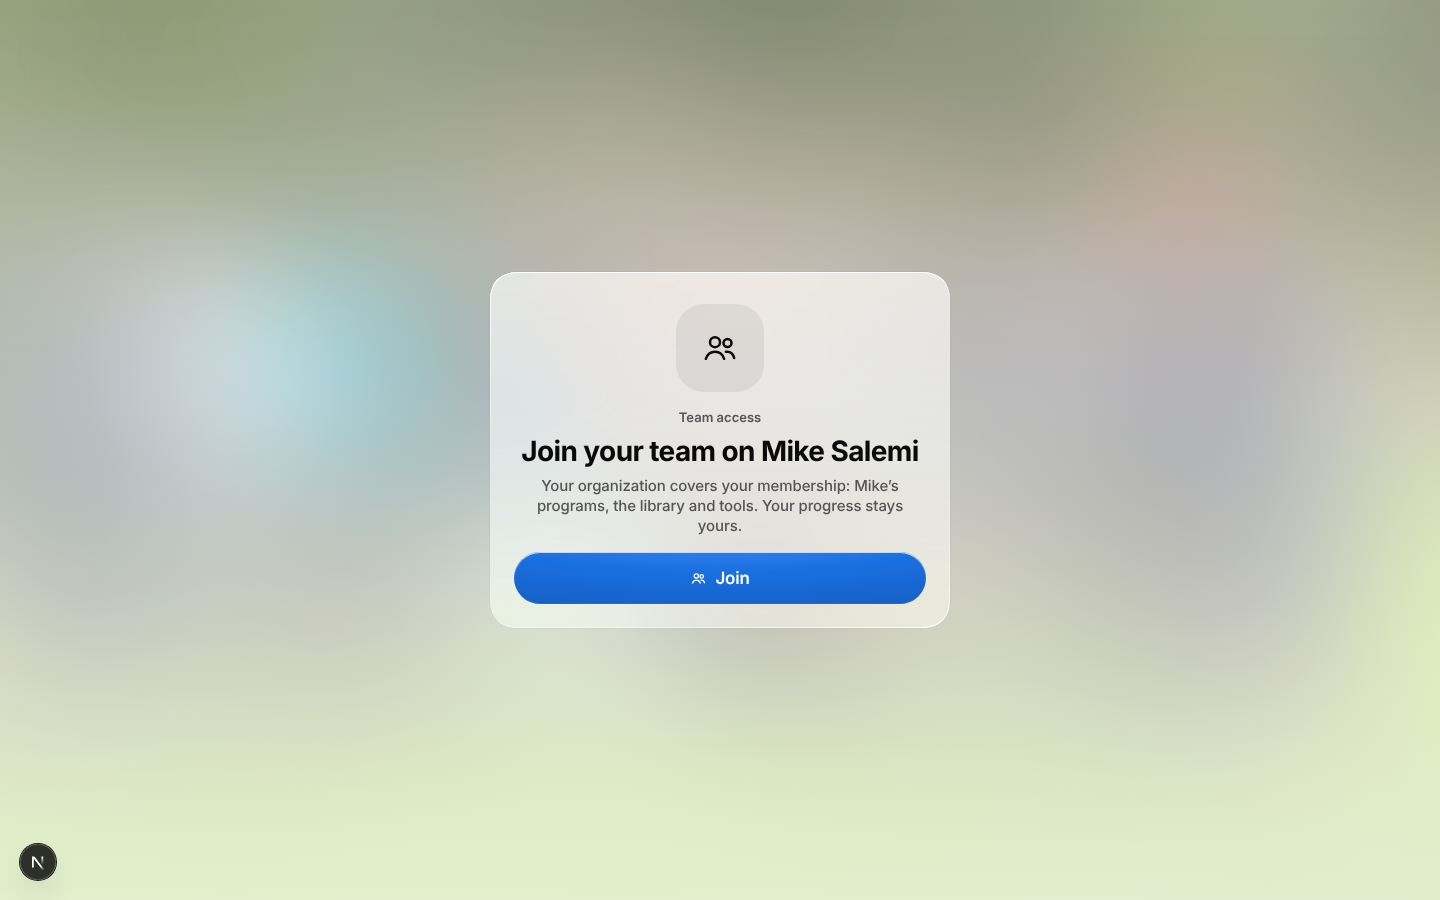 Team access
Join your team on Mike Salemi
Your organization covers your membership: Mike’s
programs, the library and tools. Your progress stays
yours.
Join
N